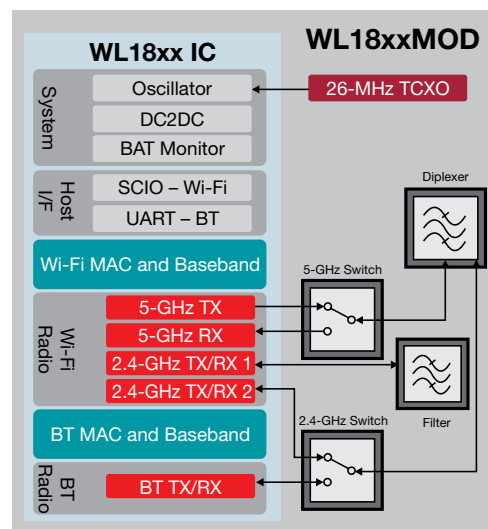 WL18xx IC
WL18xxMOD
System
Oscillator
26-MHz TCXO
DC2DC
BAT Monitor
Host
I/F
SCIO – Wi-Fi
UART – BT
Diplexer
Wi-Fi MAC and Baseband
5-GHz Switch
Wi-Fi
Radio
5-GHz TX
5-GHz RX
2.4-GHz TX/RX 1
2.4-GHz TX/RX 2
Filter
2.4-GHz Switch
BT MAC and Baseband
BT
Radio
BT TX/RX